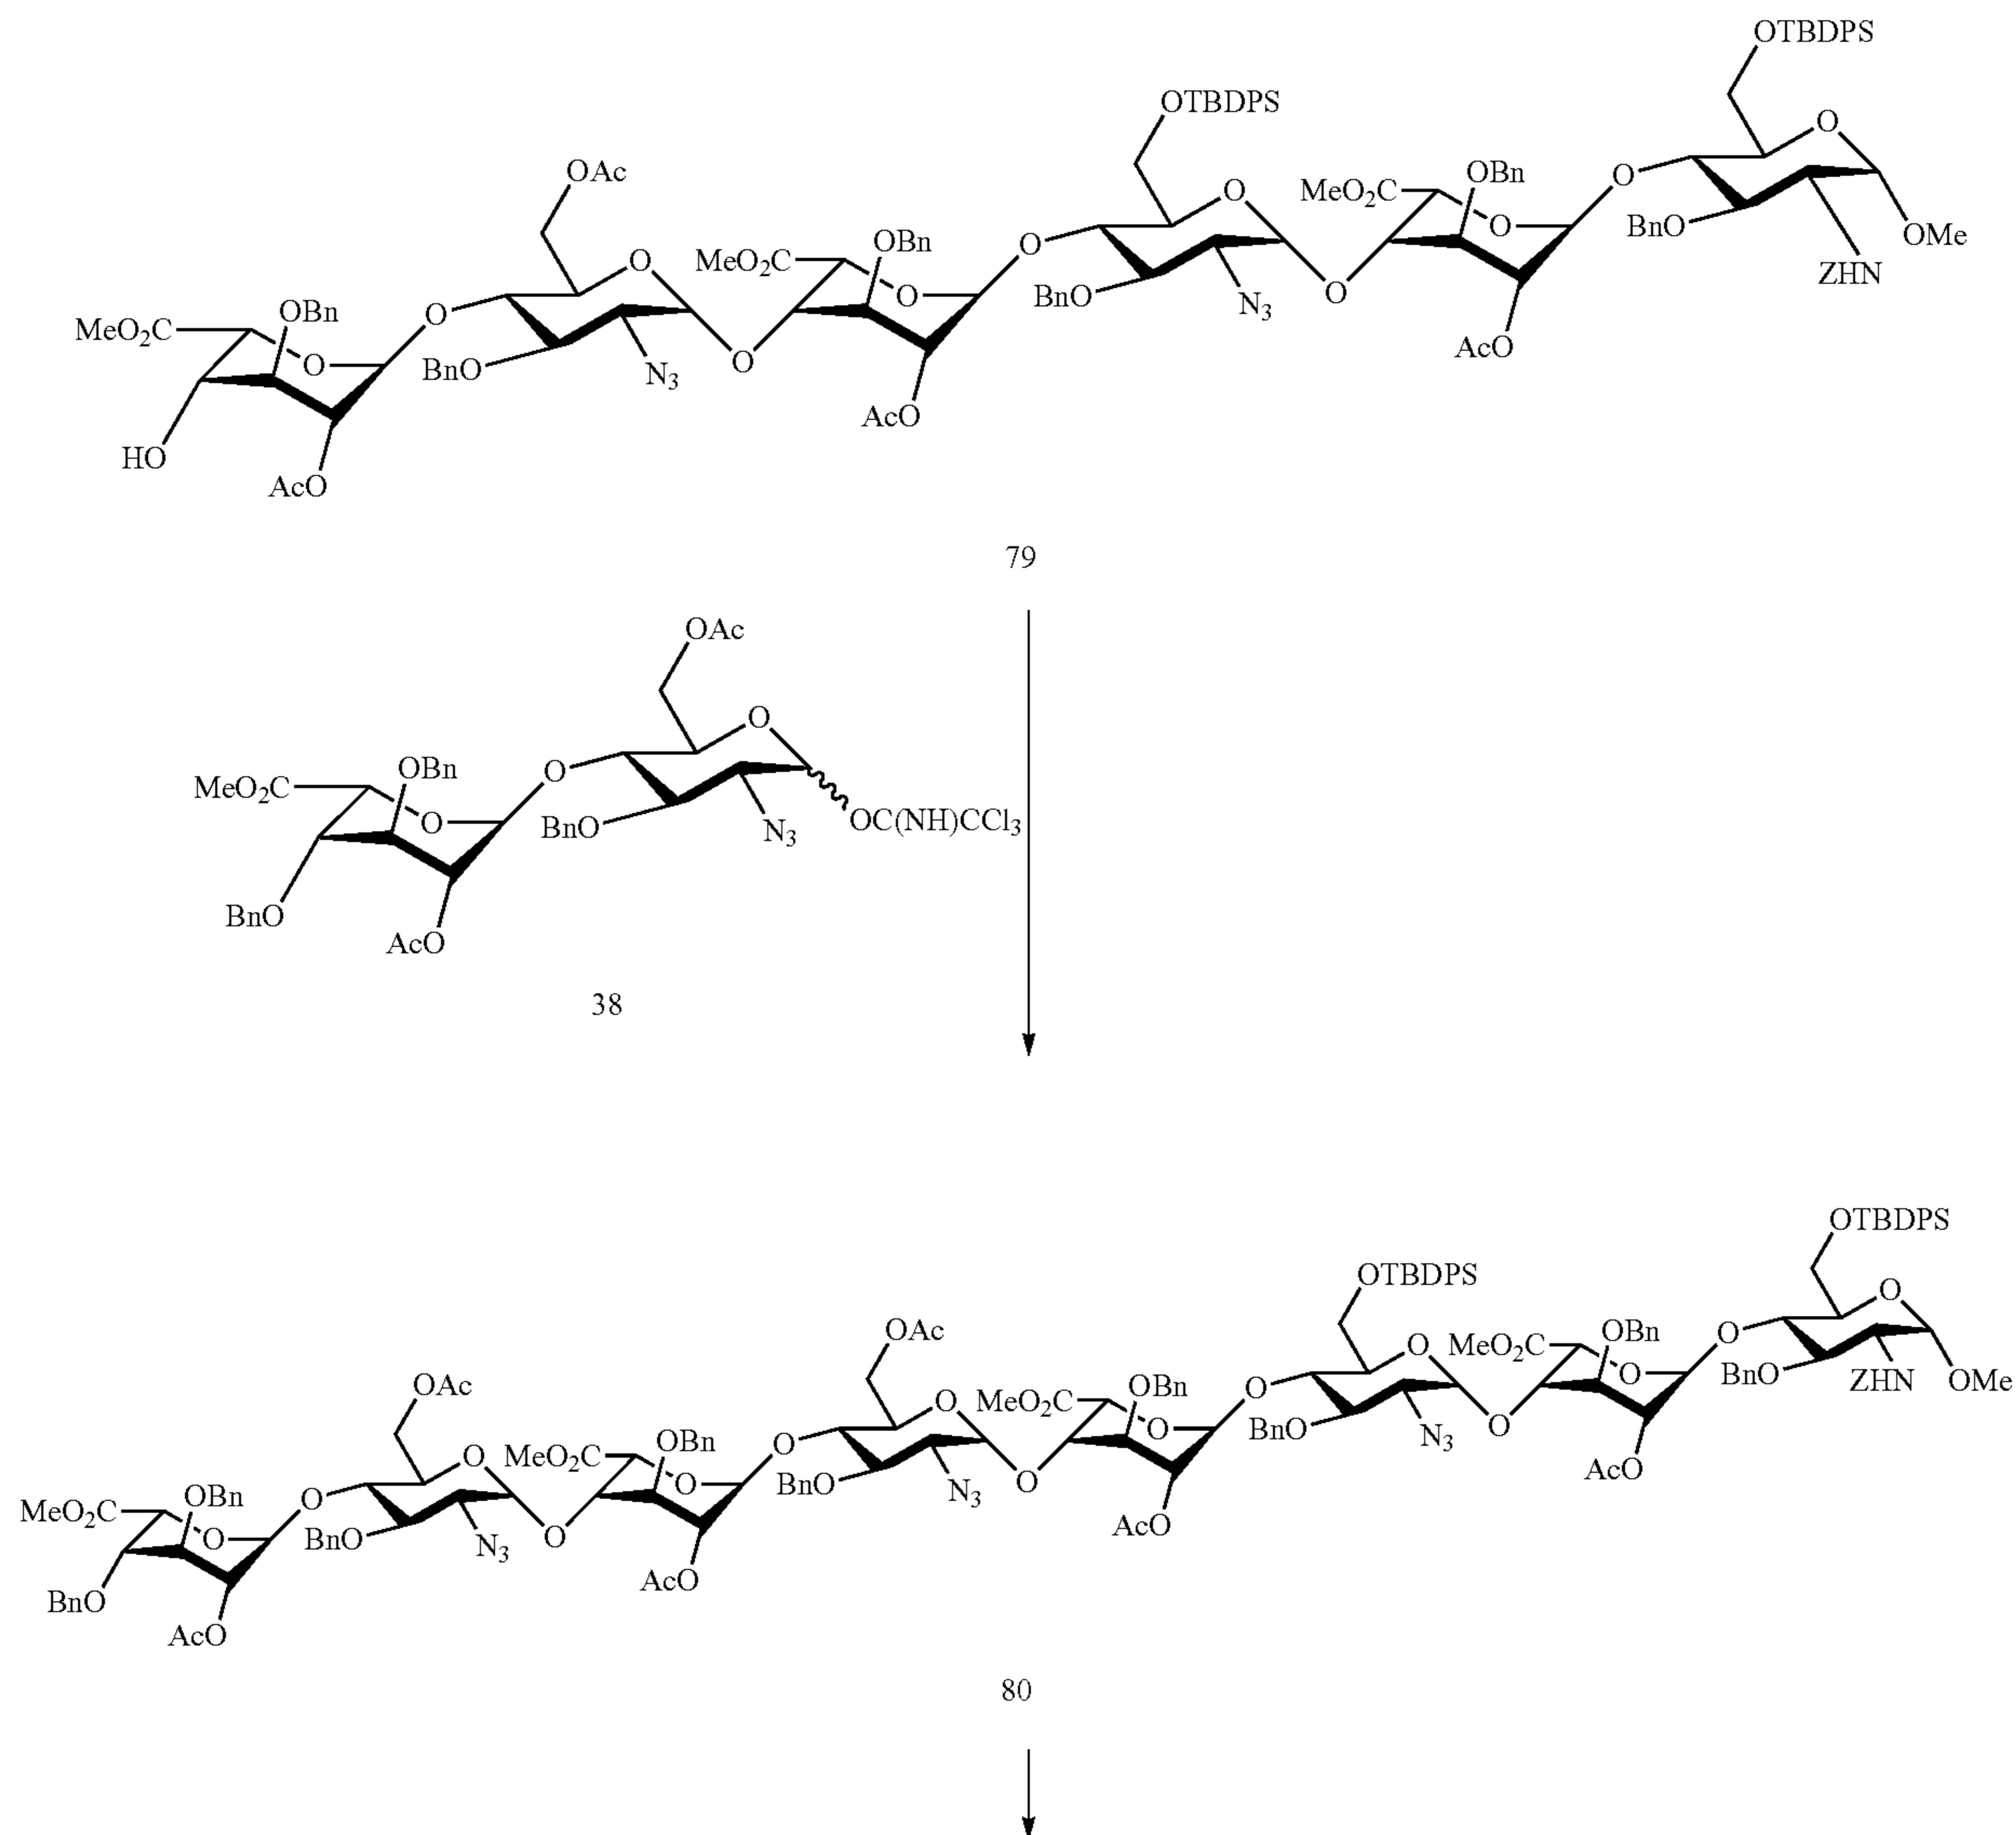 OTBDPS
OTBDPS
O
OAc
OBn
O
MeO2C
O
O
BnO
OMe
OBn
O
ZHN
O
MeO2C
O
BnO
N3
O
AcO
OBn
O
MeO2C
O
BnO
N3
O
AcO
HO
AcO
79
OAc
O
OBn
O
MeO2C
O
BnO
N3
OC(NH)CCl3
BnO
AcO
38
OTBDPS
OTBDPS
O
OAc
O
MeO2C
OBn
O
O
BnO
ZHN
OMe
OAc
O
MeO2C
OBn
O
O
BnO
N3
O
AcO
O
MeO2C
OBn
O
O
BnO
N3
O
AcO
MeO2C
OBn
O
O
BnO
N3
O
AcO
BnO
AcO
80